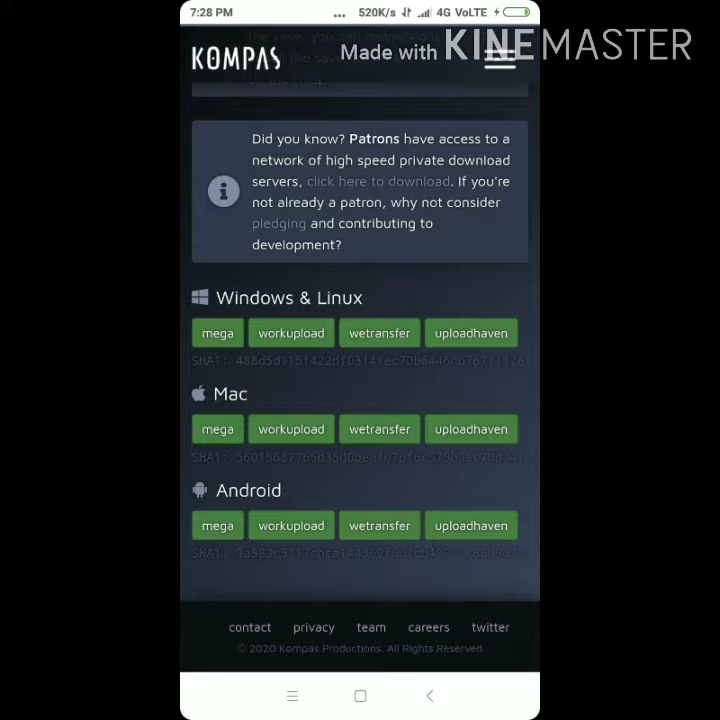 7:28 PM ... 520K/s 4G VoLTE
KOMPAS
Made with KINEMASTER
Did you know? Patrons have access to a
network of high speed private download
servers, click here to download. If you're
not already a patron, why not consider
pledging and contributing to
development?
Windows & Linux
mega workupload wetransfer uploadhaven
SHA1:
Mac
mega workupload wetransfer uploadhaven
SHA1:
Android
mega workupload wetransfer uploadhaven
SHA1:
contact privacy team careers twitter
© 2020 Kompas Productions. All Rights Reserved